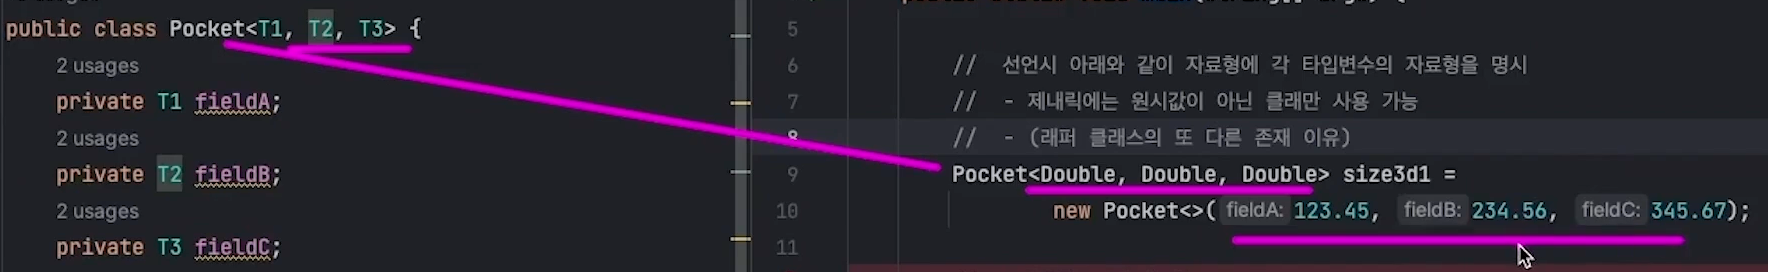 public class Pocket<T1, T2, T3> {
2 usages
private T1 fieldA;
2 usages
private T2 fieldB;
2 usages
private T3 fieldC;
5
6 // 선언시 아래와 같이 자료형에 각 타입변수의 자료형을 명시
7 // - 제내릭에는 원시값이 아닌 클래만 사용 가능
8 // - (래퍼 클래스의 또 다른 존재 이유)
9 Pocket<Double, Double, Double> size3d1 =
10 new Pocket<>( fieldA: 123.45, fieldB: 234.56, fieldC: 345.67);
11